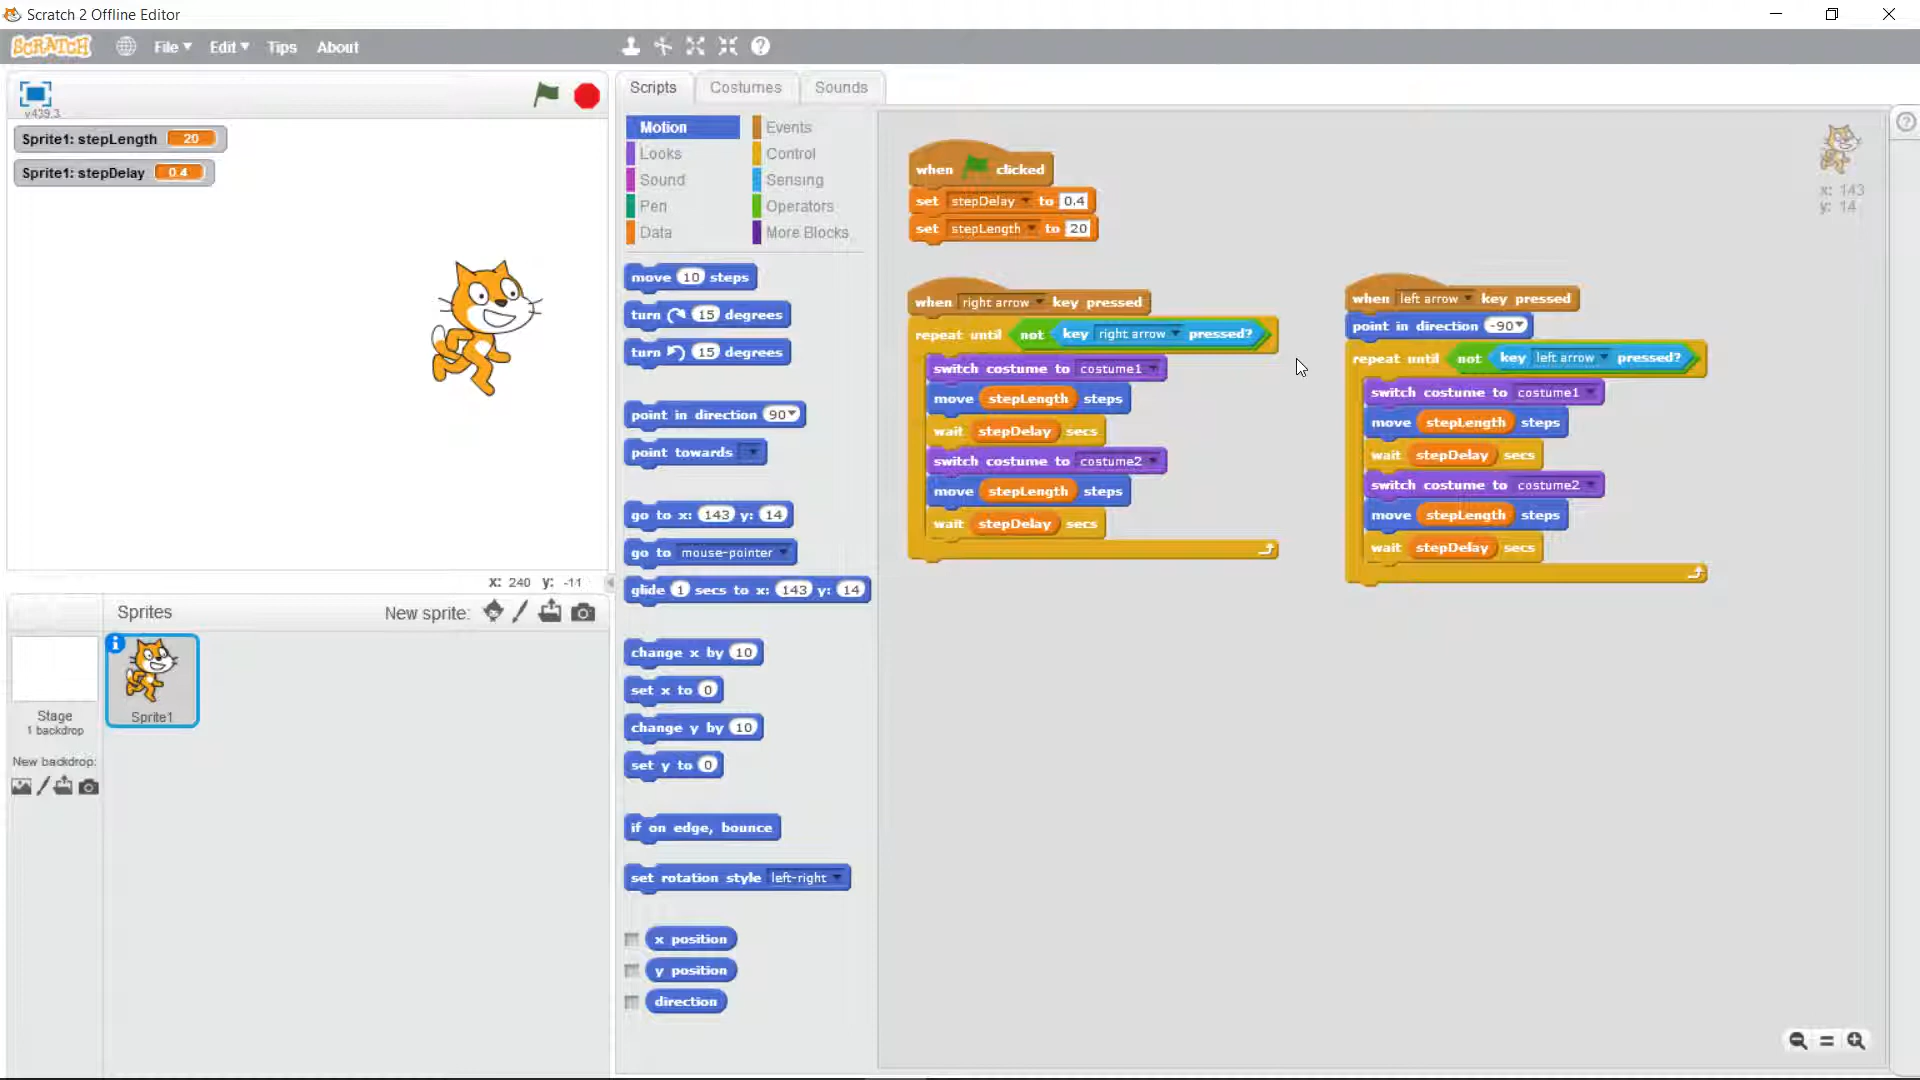 Scratch 2 Offline Editor
SCRATCH File Edit Tips About
v439.3
Sprite1: stepLength 20
Sprite1: stepDelay 0.4
x: 240 y: -11
Sprites New sprite:
Sprite1
Stage
1 backdrop
New backdrop:
Scripts Costumes Sounds
Motion Events
Looks Control
Sound Sensing
Pen Operators
Data More Blocks
move 10 steps
turn 15 degrees
turn 15 degrees
point in direction 90
point towards
go to x: 143 y: 14
go to mouse-pointer
glide 1 secs to x: 143 y: 14
change x by 10
set x to 0
change y by 10
set y to 0
if on edge, bounce
set rotation style left-right
x position
y position
direction
when clicked
set stepDelay to 0.4
set stepLength to 20
when right arrow key pressed
repeat until not key right arrow pressed?
switch costume to costume1
move stepLength steps
wait stepDelay secs
switch costume to costume2
move stepLength steps
wait stepDelay secs
when left arrow key pressed
point in direction -90
repeat until not key left arrow pressed?
switch costume to costume1
move stepLength steps
wait stepDelay secs
switch costume to costume2
move stepLength steps
wait stepDelay secs
x: 143
y: 14